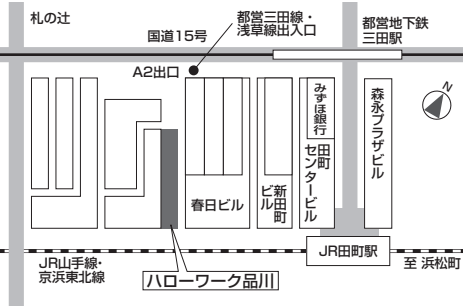 札の辻
国道15号
都営三田線・
浅草線出入口
都営地下鉄
三田駅
A2出口
N
みずほ銀行
田町
センタービル
森永プラザビル
春日ビル
新田町
ビル
JR田町駅
JR山手線・
京浜東北線
ハローワーク品川
至 浜松町